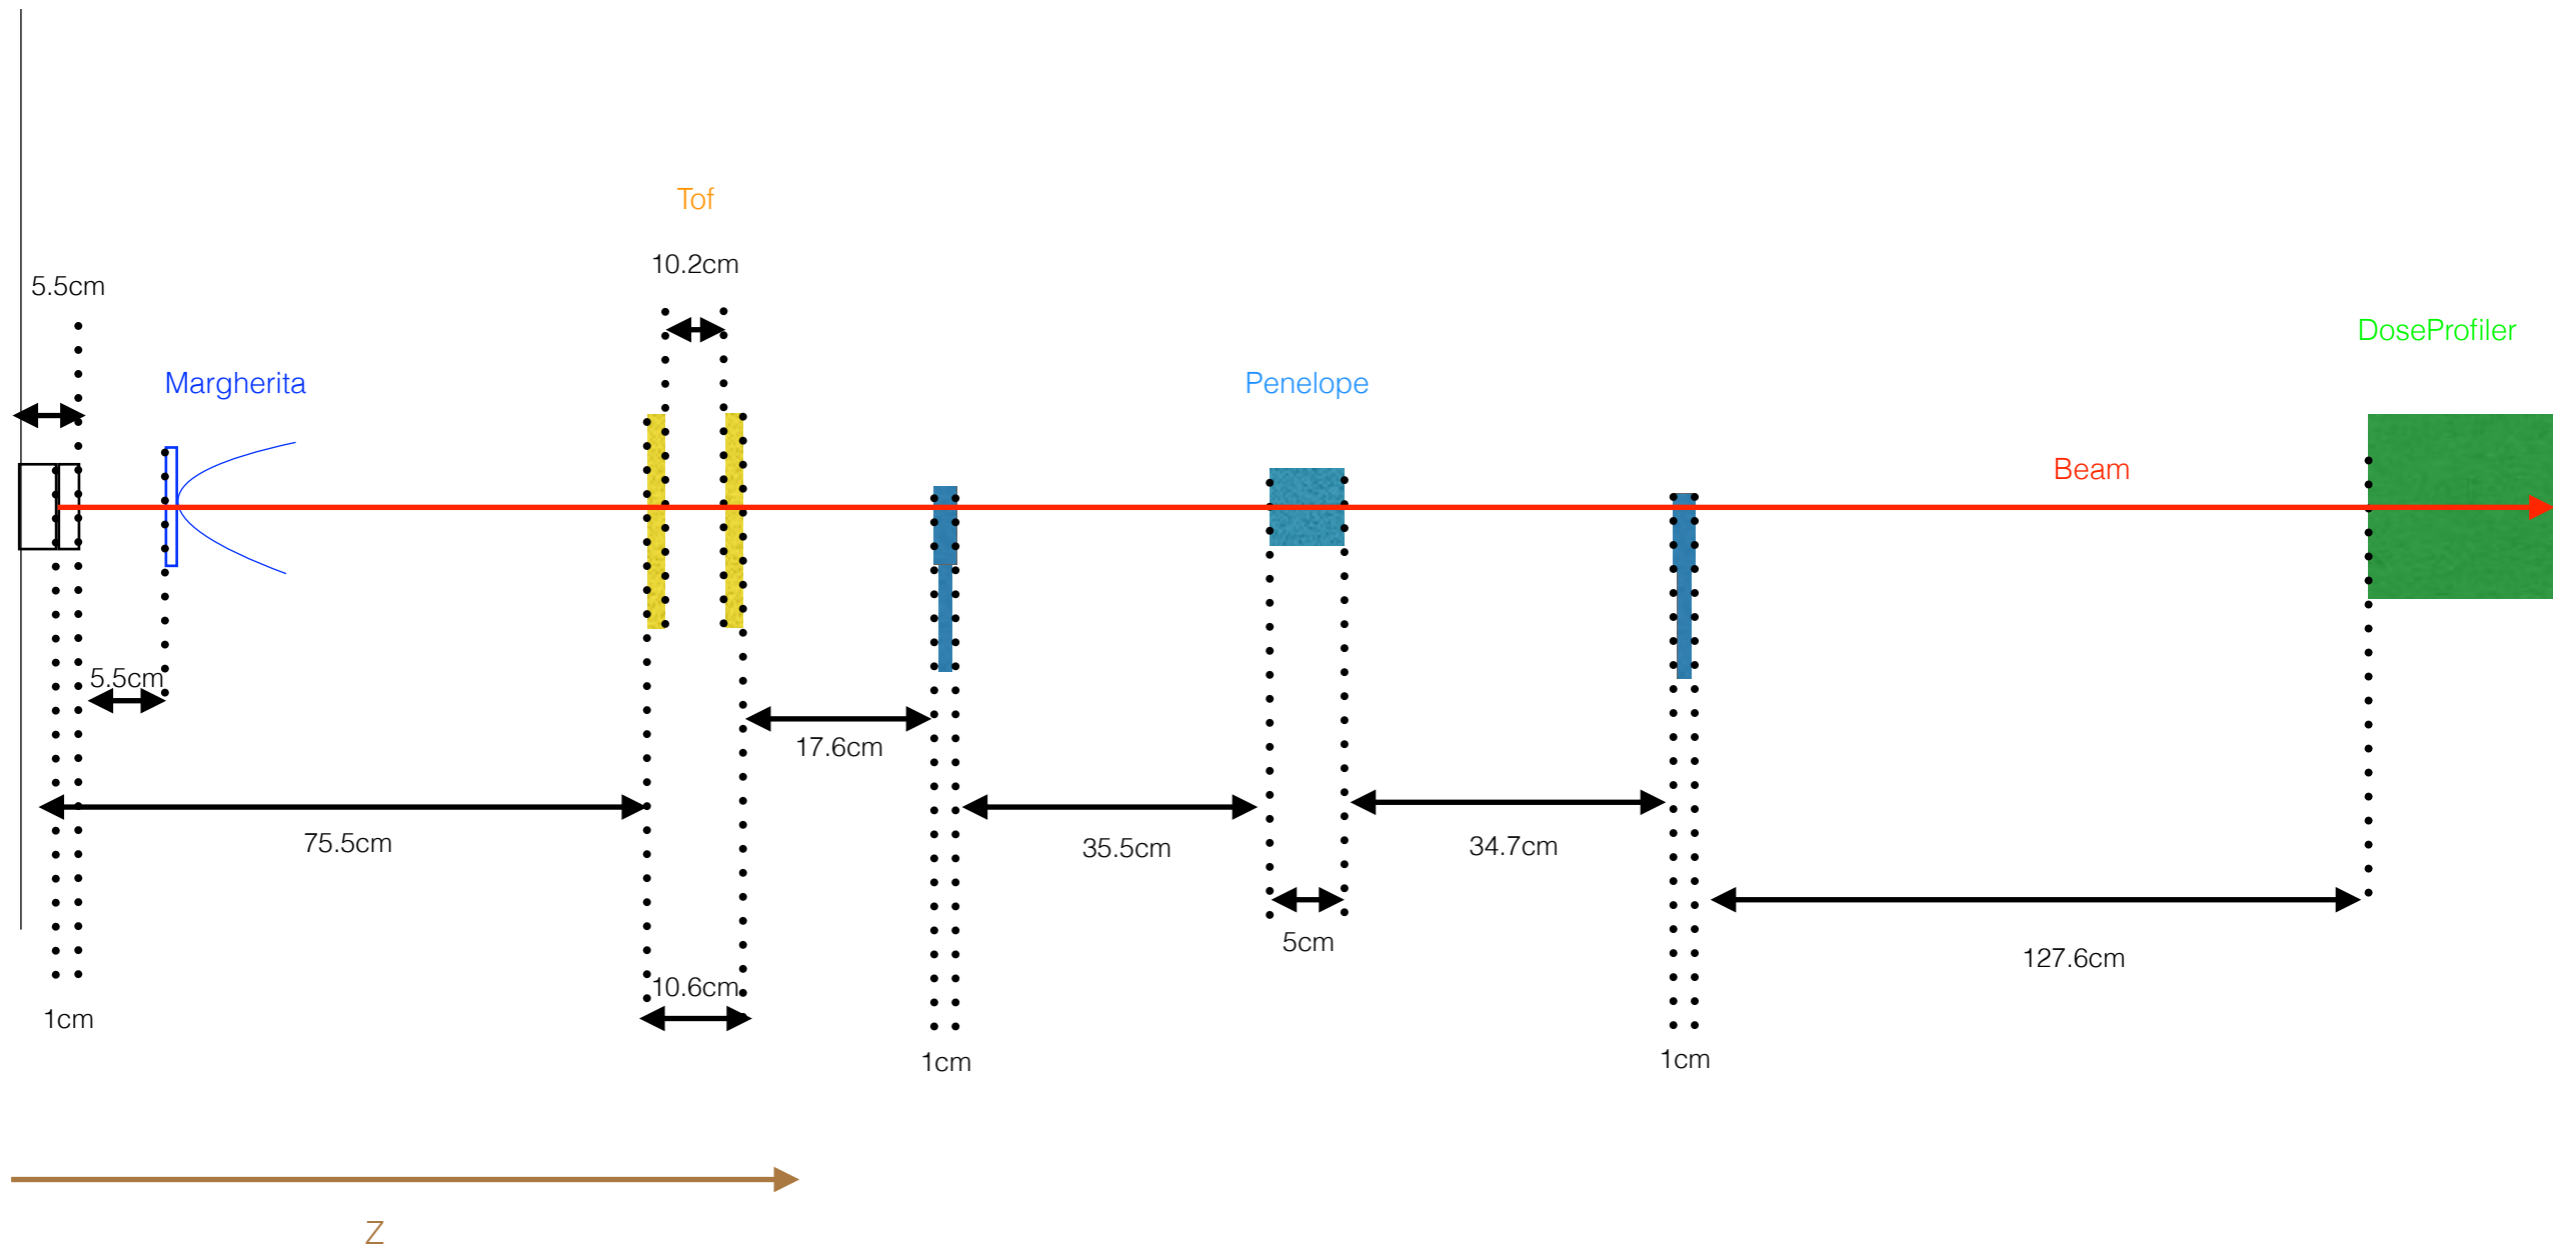 Tof
10.2cm
5.5cm
DoseProfiler
Margherita
Penelope
Beam
5.5cm
17.6cm
75.5cm
35.5cm
34.7cm
5cm
127.6cm
10.6cm
1cm
1cm
1cm
Z